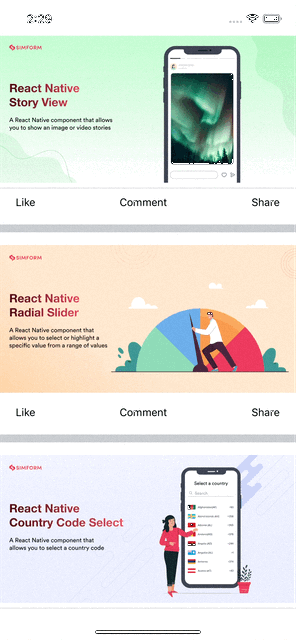 2:29
SIMFORM
React Native
Story View
A React Native component that allows
you to show an image or video stories
Like
Comment
Share
SIMFORM
React Native
Radial Slider
A React Native component that
allows you to select or highlight a
specific value from a range of values
Like
Comment
Share
SIMFORM
React Native
Country Code Select
A React Native component that
allows you to select a country code
Select a country
Search